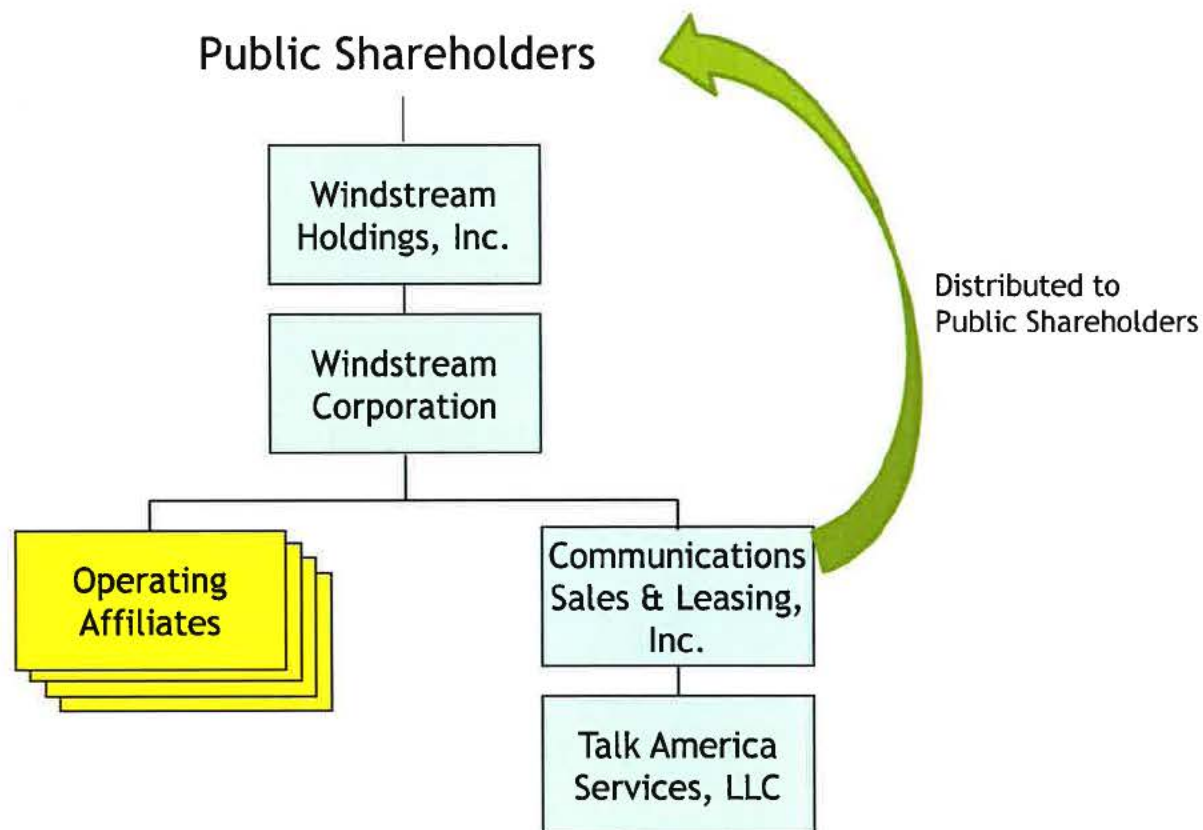 Public Shareholders
Windstream
Holdings, Inc.
Distributed to
Public Shareholders
Windstream
Corporation
Operating
Affiliates
Communications
Sales & Leasing,
Inc.
Talk America
Services, LLC